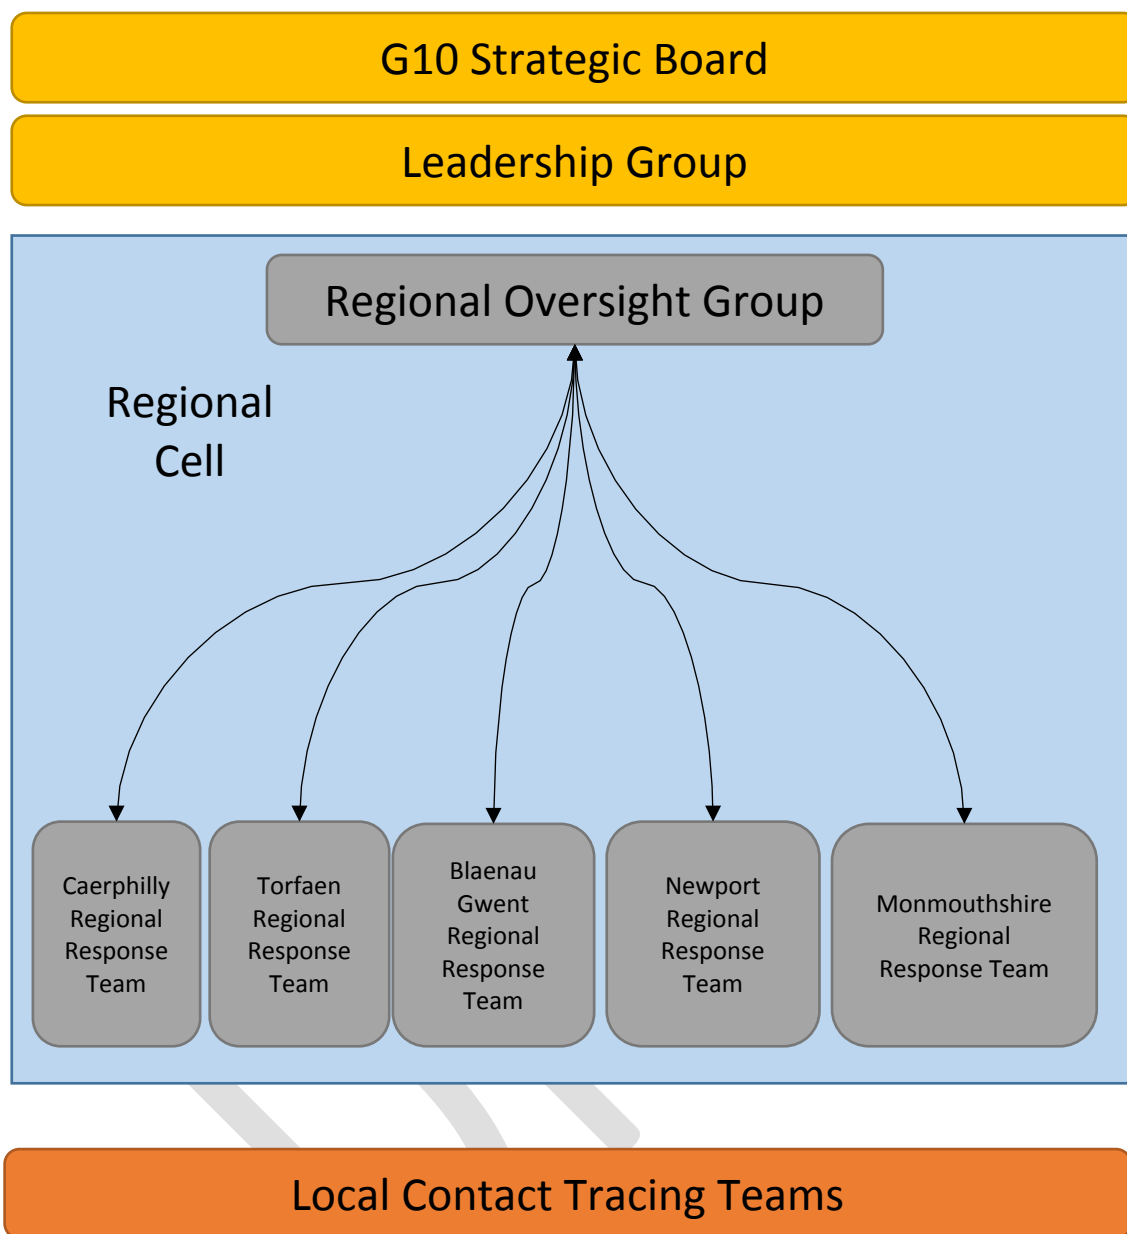 G10 Strategic Board
Leadership Group
Regional Oversight Group
Regional
Cell
Caerphilly
Regional
Response
Team
Torfaen
Regional
Response
Team
Blaenau
Gwent
Regional
Response
Team
Newport
Regional
Response
Team
Monmouthshire
Regional
Response Team
Local Contact Tracing Teams